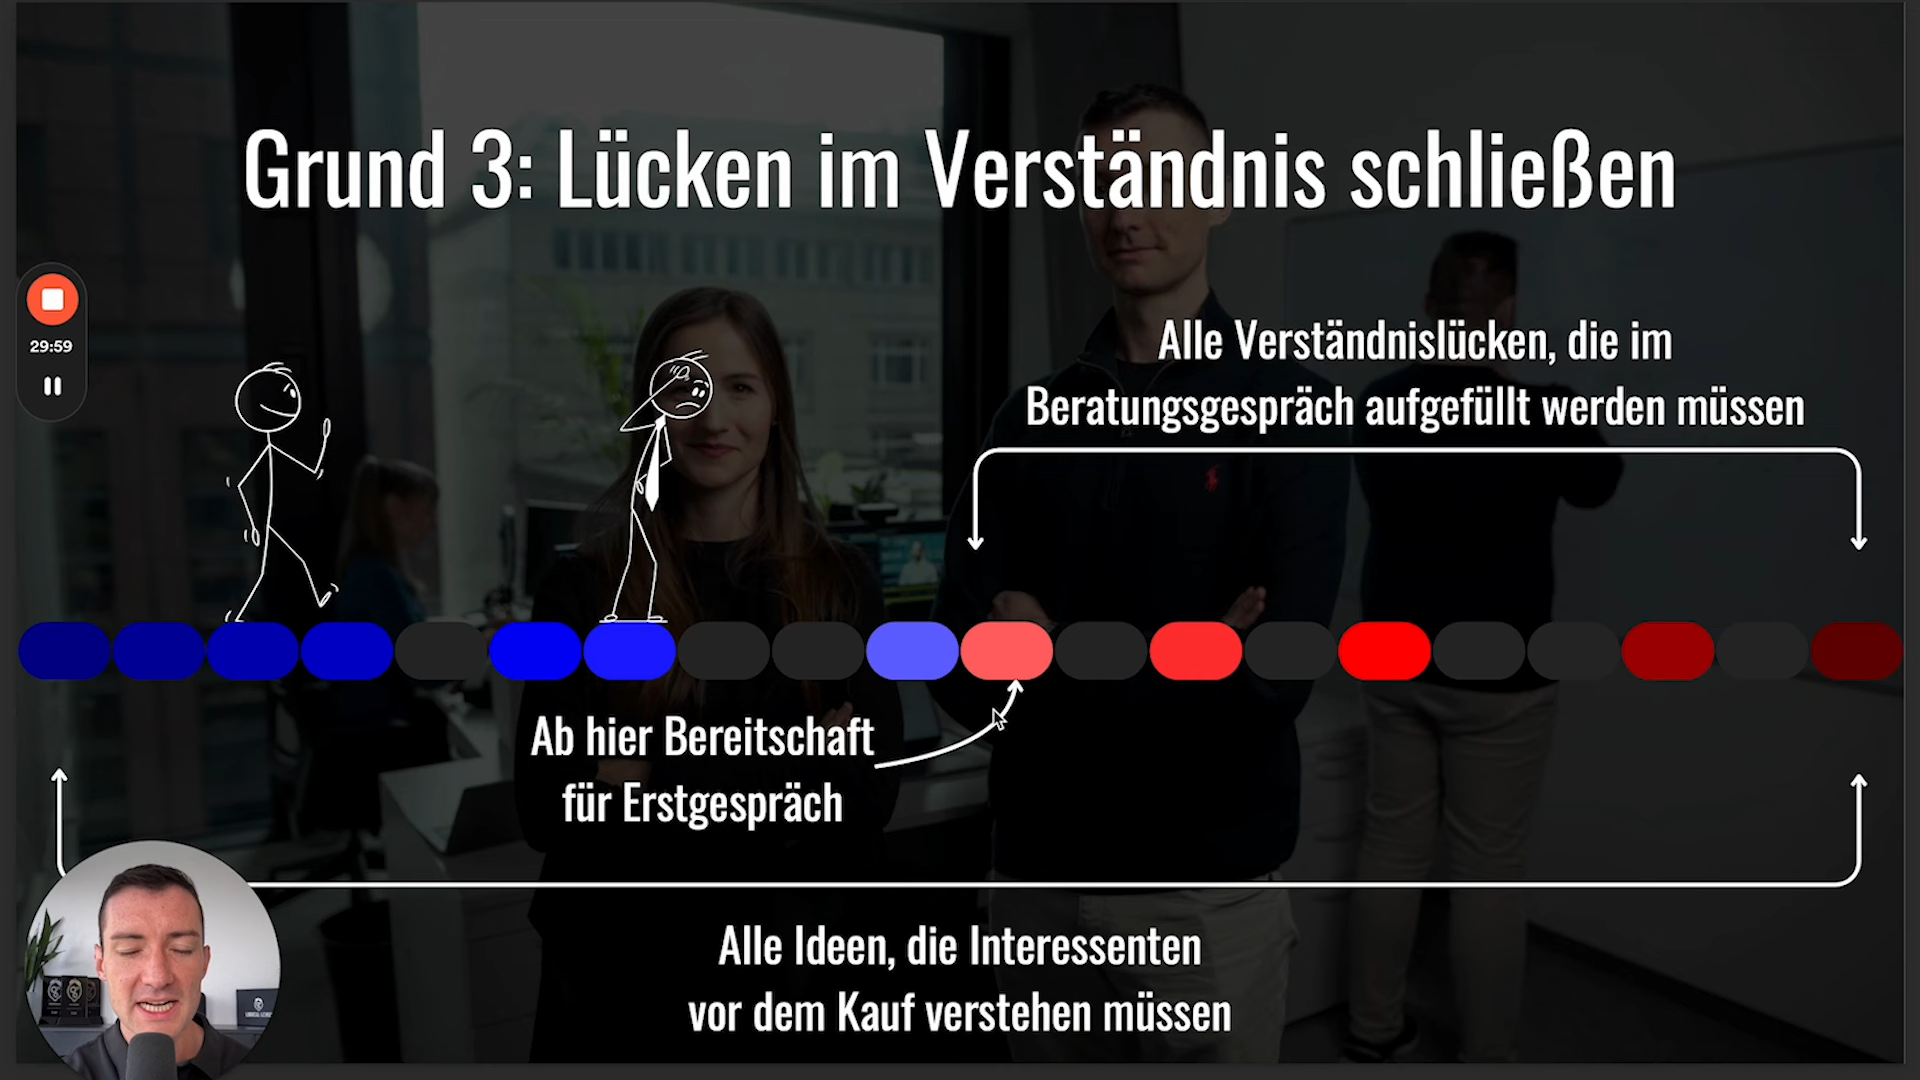 Grund 3: Lücken im Verständnis schließen
29:59
Alle Verständnislücken, die im
Beratungsgespräch aufgefüllt werden müssen
Ab hier Bereitschaft
für Erstgespräch
Alle Ideen, die Interessenten
vor dem Kauf verstehen müssen